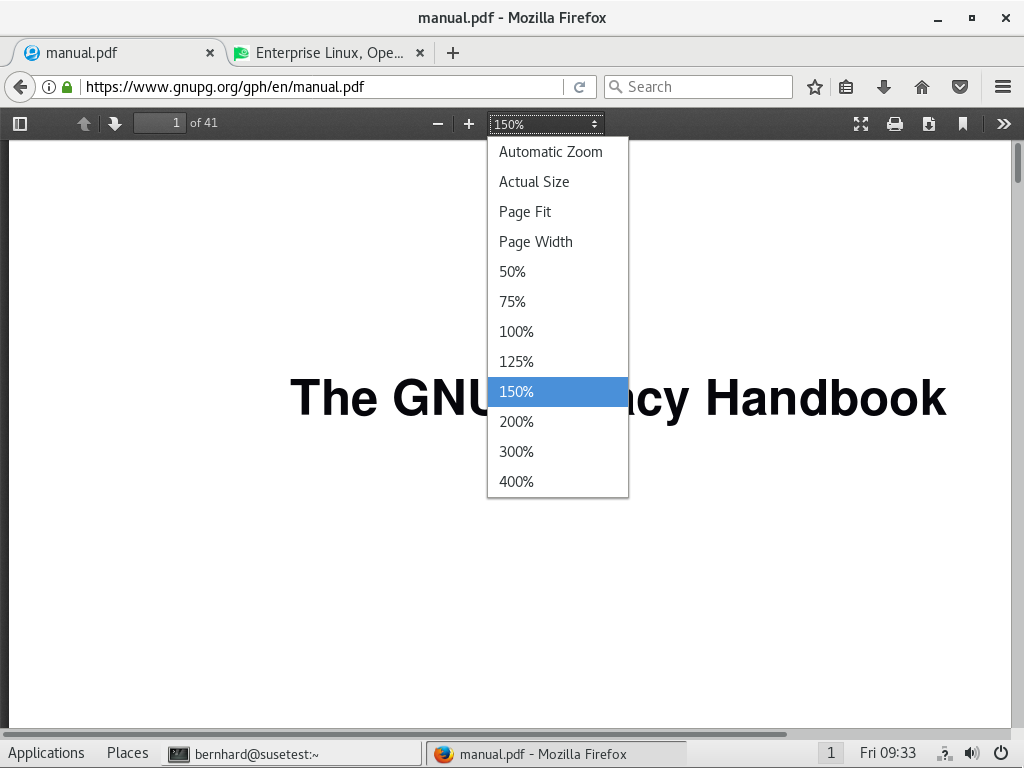 manual.pdf - Mozilla Firefox
manual.pdf
Enterprise Linux, Ope...
https://www.gnupg.org/gph/en/manual.pdf
Search
1 of 41
150%
Automatic Zoom
Actual Size
Page Fit
Page Width
50%
75%
100%
125%
150%
200%
300%
400%
The GNU acy Handbook
Applications Places bernhard@susetest:~ manual.pdf - Mozilla Firefox 1 Fri 09:33